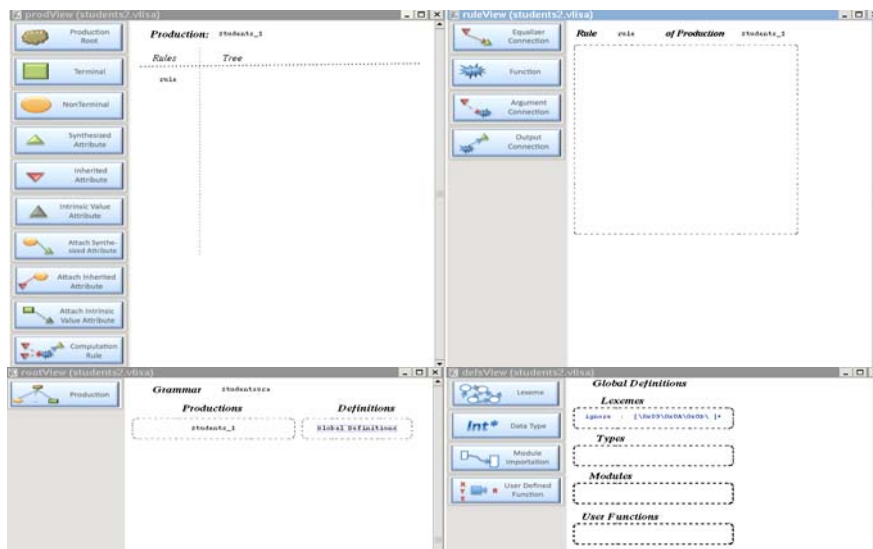 prodView (students2.vlisa)
Production Root
Terminal
NonTerminal
Synthesized Attribute
Inherited Attribute
Intrinsic Value Attribute
Attach Synthe-sized Attribute
Attach Inherited Attribute
Attach Intrinsic Value Attribute
Computation Rule
Production: students_1
Rules Tree
rule
ruleView (students2.vlisa)
Equalizer Connection
Function
Argument Connection
Output Connection
Rule rule of Production students_1
rootView (students2.vlisa)
Production
Grammar
Productions Definitions
students_1 Global Definitions
defsView (students2.vlisa)
Lexeme
Int* Data Type
Module Importation
User Defined Function
Global Definitions
Lexemes
ignore
Types
Modules
User Functions